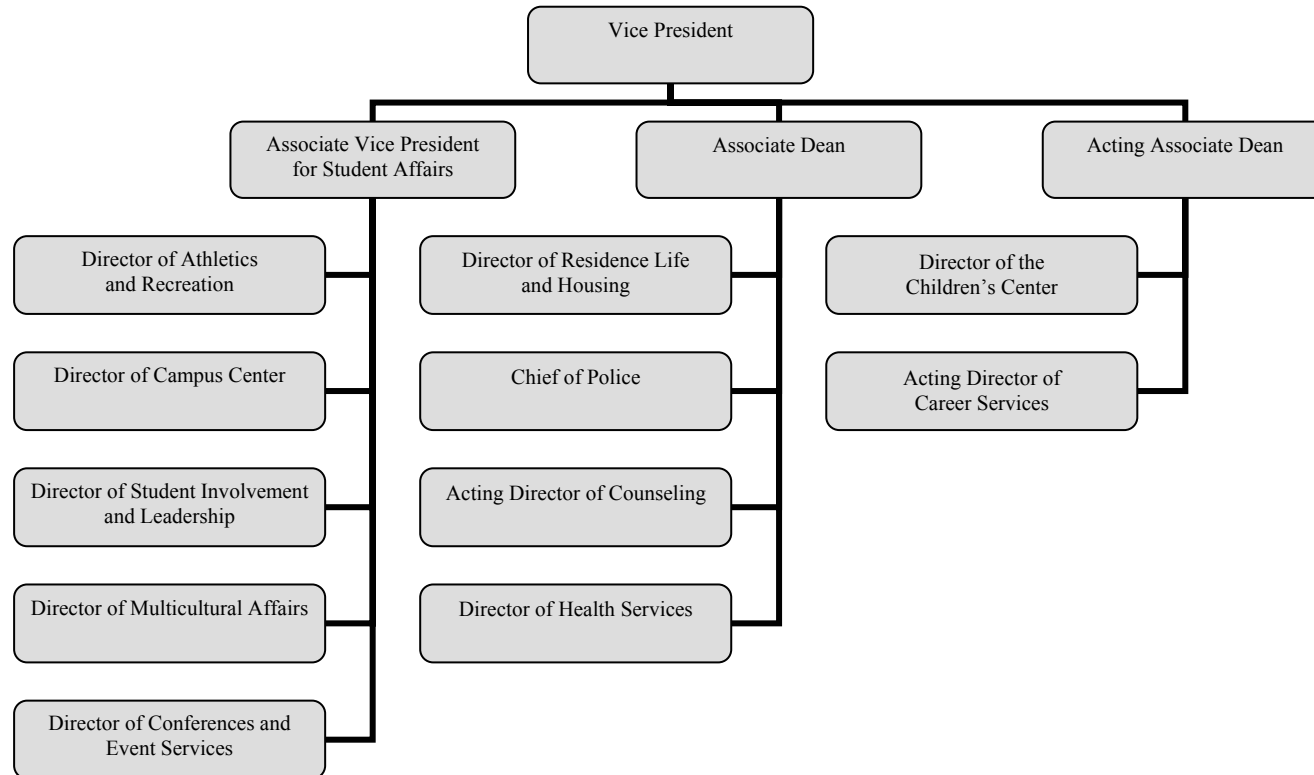 Vice President
Associate Vice President
for Student Affairs
Associate Dean
Acting Associate Dean
Director of Athletics
and Recreation
Director of Campus Center
Director of Student Involvement
and Leadership
Director of Multicultural Affairs
Director of Conferences and
Event Services
Director of Residence Life
and Housing
Chief of Police
Acting Director of Counseling
Director of Health Services
Director of the
Children’s Center
Acting Director of
Career Services